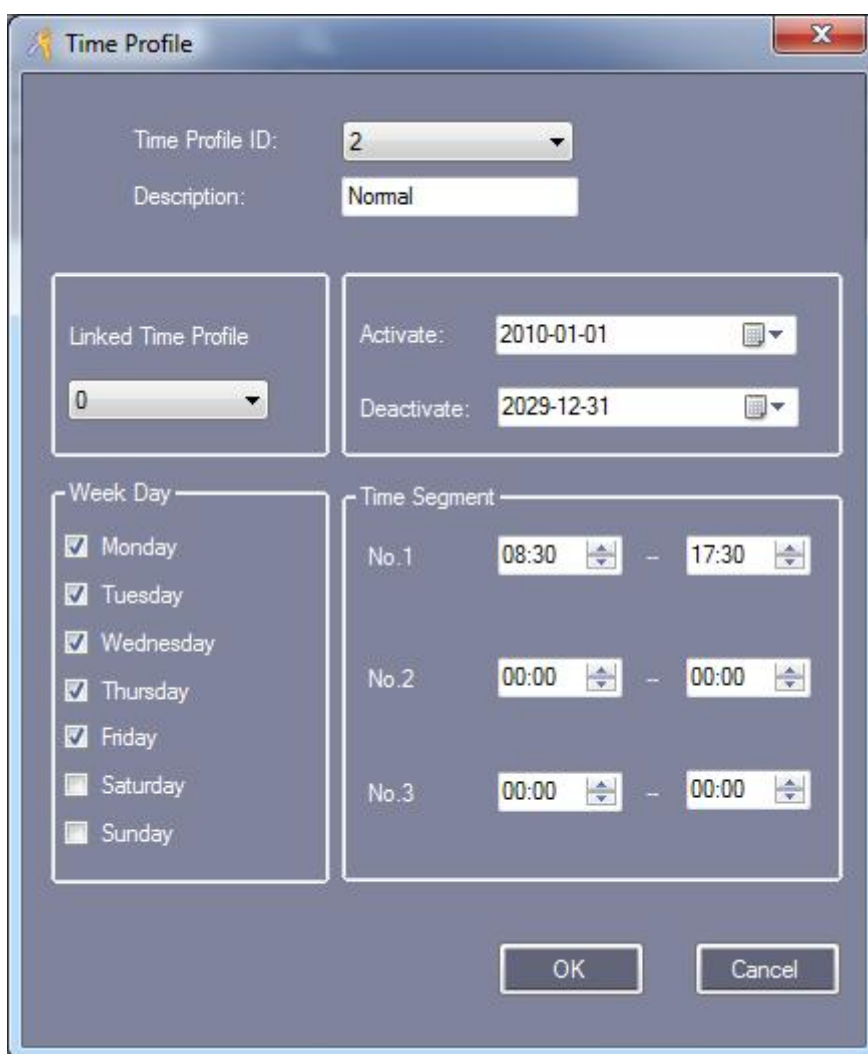 Time Profile
Time Profile ID: 2
Description: Normal
Linked Time Profile
0
Activate: 2010-01-01
Deactivate: 2029-12-31
Week Day
Monday
Tuesday
Wednesday
Thursday
Friday
Saturday
Sunday
Time Segment
No.1 08:30 – 17:30
No.2 00:00 – 00:00
No.3 00:00 – 00:00
OK Cancel